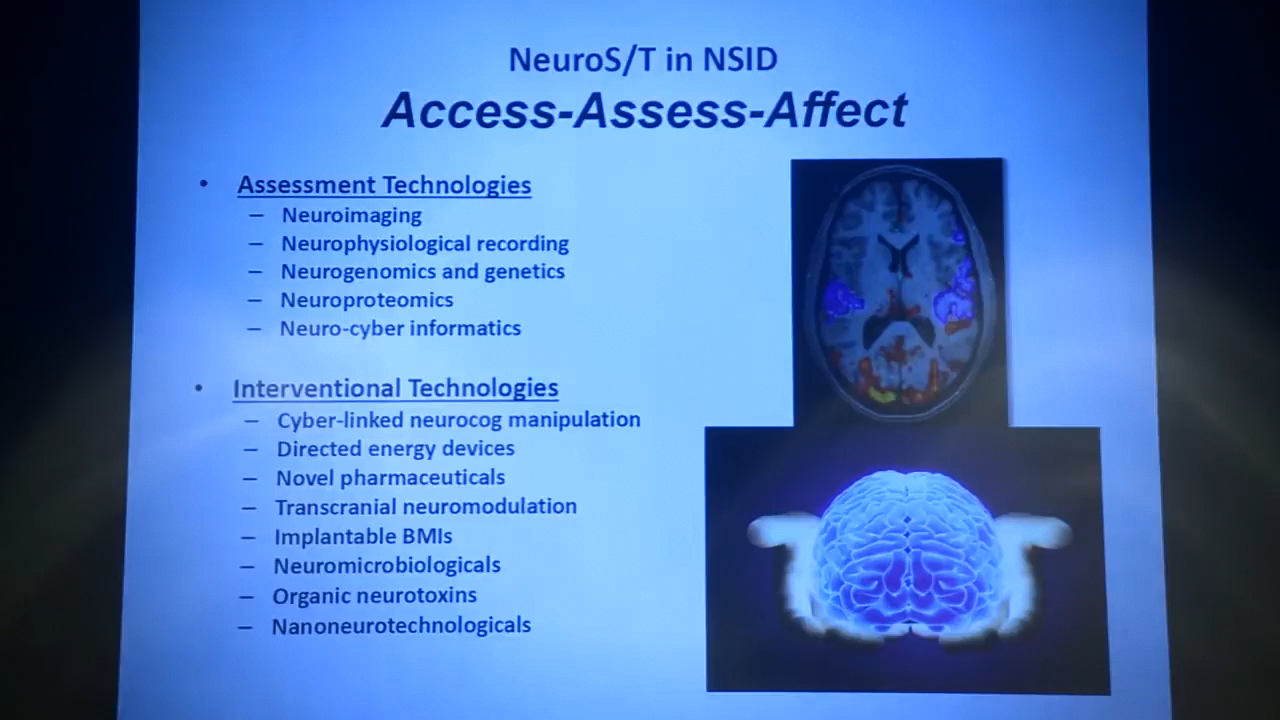 NeuroS/T in NSID
Access-Assess-Affect
• Assessment Technologies
– Neuroimaging
– Neurophysiological recording
– Neurogenomics and genetics
– Neuroproteomics
– Neuro-cyber informatics
• Interventional Technologies
– Cyber-linked neurocog manipulation
– Directed energy devices
– Novel pharmaceuticals
– Transcranial neuromodulation
– Implantable BMIs
– Neuromicrobiologicals
– Organic neurotoxins
– Nanoneurotechnologicals